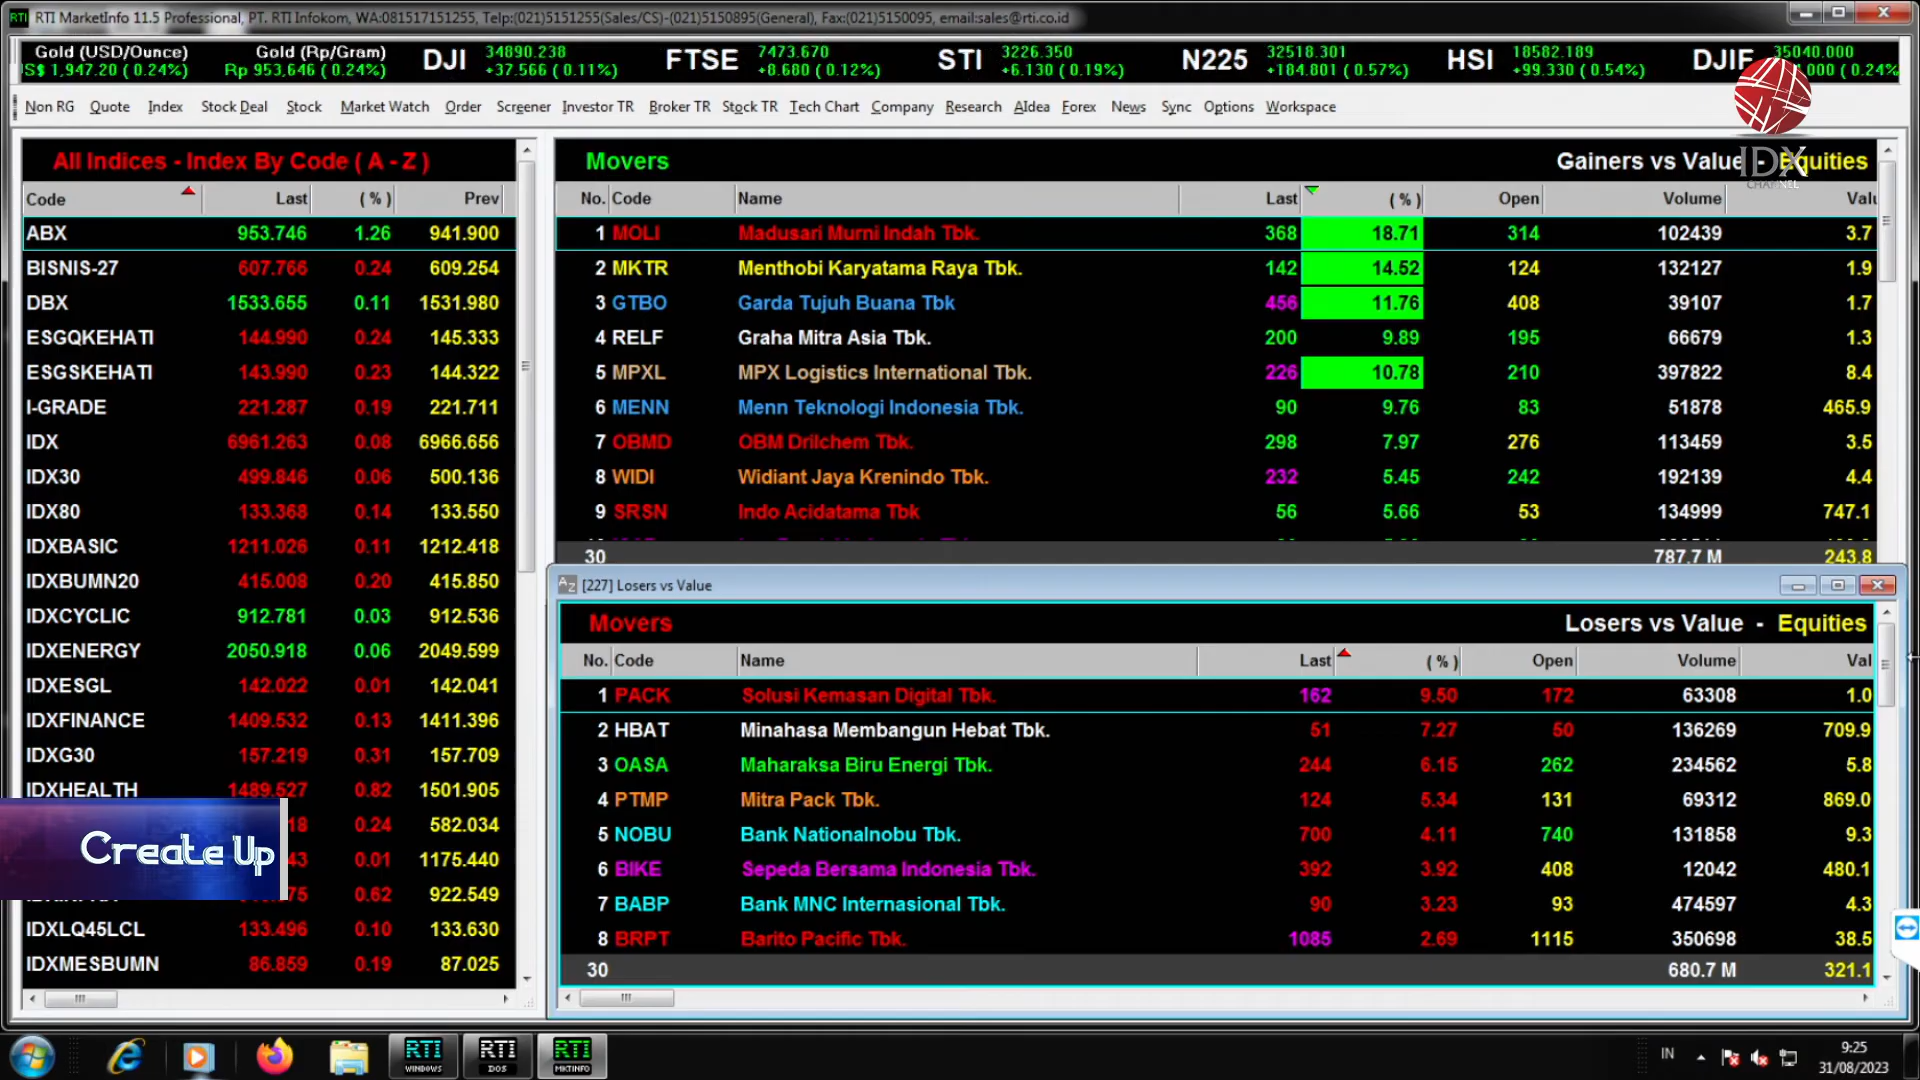 RTI MarketInfo 11.5 Professional, PT. RTI Infokom, WA:081517151255, Telp:(021)5151255(Sales/CS)-(021)5150895(General), Fax:(021)5150095, email:sales@rti.co.id
Gold (USD/Ounce) Gold (Rp/Gram) DJI 34890.238 FTSE 7473.670 STI 3226.350 N225 32518.301 HSI 18582.189 DJIF 35040.000
US$ 1,947.20 ( 0.24%) Rp 953,646 ( 0.24%) +37.566 ( 0.11%) +8.680 ( 0.12%) +6.130 ( 0.19%) +184.801 ( 0.57%) +99.330 ( 0.54%) .000 ( 0.24%
Non RG Quote Index Stock Deal Stock Market Watch Order Screener Investor TR Broker TR Stock TR Tech Chart Company Research AIdea Forex News Sync Options Workspace
IDX
CHANNEL
All Indices - Index By Code ( A - Z )
Code Last ( % ) Prev
ABX 953.746 1.26 941.900
BISNIS-27 607.766 0.24 609.254
DBX 1533.655 0.11 1531.980
ESGQKEHATI 144.990 0.24 145.333
ESGSKEHATI 143.990 0.23 144.322
I-GRADE 221.287 0.19 221.711
IDX 6961.263 0.08 6966.656
IDX30 499.846 0.06 500.136
IDX80 133.368 0.14 133.550
IDXBASIC 1211.026 0.11 1212.418
IDXBUMN20 415.008 0.20 415.850
IDXCYCLIC 912.781 0.03 912.536
IDXENERGY 2050.918 0.06 2049.599
IDXESGL 142.022 0.01 142.041
IDXFINANCE 1409.532 0.13 1411.396
IDXG30 157.219 0.31 157.709
IDXHEALTH 1489.527 0.82 1501.905
18 0.24 582.034
43 0.01 1175.440
75 0.62 922.549
IDXLQ45LCL 133.496 0.10 133.630
IDXMESBUMN 86.859 0.19 87.025
Create Up
Movers Gainers vs Value - Equities
No. Code Name Last ( % ) Open Volume Valu
1 MOLI Madusari Murni Indah Tbk. 368 18.71 314 102439 3.7
2 MKTR Menthobi Karyatama Raya Tbk. 142 14.52 124 132127 1.9
3 GTBO Garda Tujuh Buana Tbk 456 11.76 408 39107 1.7
4 RELF Graha Mitra Asia Tbk. 200 9.89 195 66679 1.3
5 MPXL MPX Logistics International Tbk. 226 10.78 210 397822 8.4
6 MENN Menn Teknologi Indonesia Tbk. 90 9.76 83 51878 465.9
7 OBMD OBM Drilchem Tbk. 298 7.97 276 113459 3.5
8 WIDI Widiant Jaya Krenindo Tbk. 232 5.45 242 192139 4.4
9 SRSN Indo Acidatama Tbk 56 5.66 53 134999 747.1
30 787.7 M 243.8
[227] Losers vs Value
Movers Losers vs Value - Equities
No. Code Name Last ( % ) Open Volume Val
1 PACK Solusi Kemasan Digital Tbk. 162 9.50 172 63308 1.0
2 HBAT Minahasa Membangun Hebat Tbk. 51 7.27 50 136269 709.9
3 OASA Maharaksa Biru Energi Tbk. 244 6.15 262 234562 5.8
4 PTMP Mitra Pack Tbk. 124 5.34 131 69312 869.0
5 NOBU Bank Nationalnobu Tbk. 700 4.11 740 131858 9.3
6 BIKE Sepeda Bersama Indonesia Tbk. 392 3.92 408 12042 480.1
7 BABP Bank MNC Internasional Tbk. 90 3.23 93 474597 4.3
8 BRPT Barito Pacific Tbk. 1085 2.69 1115 350698 38.5
30 680.7 M 321.1
RTI WINDOWS RTI DOS RTI MKTINFO IN 9:25
31/08/2023